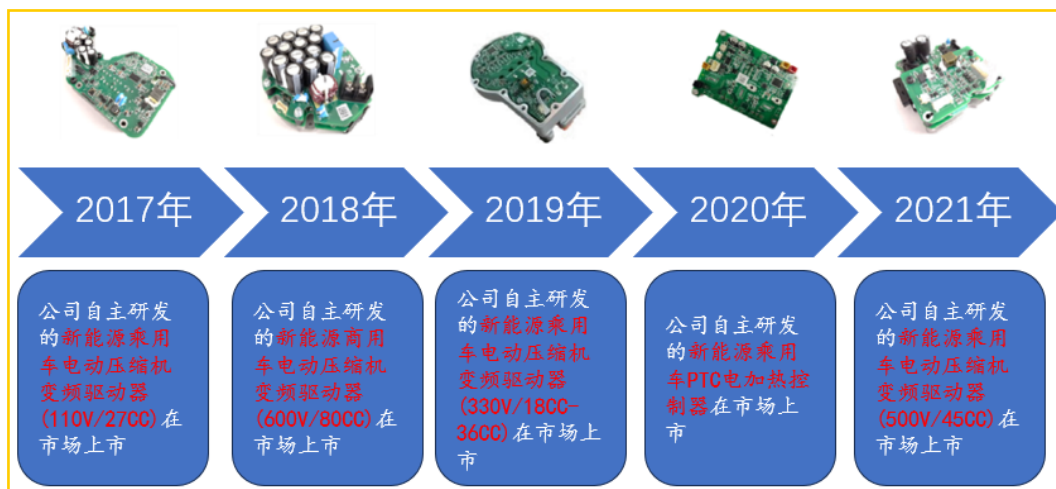 2017年
2018年
2019年
2020年
2021年
公司自主研发
的新能源乘用
车电动压缩机
变频驱动器
(110V/27CC)在
市场上市
公司自主研发
的新能源商用
车电动压缩机
变频驱动器
(600V/80CC)在
市场上市
公司自主研发
的新能源乘用
车电动压缩机
变频驱动器
(330V/18CC-
36CC)在市场上
市
公司自主研发
的新能源乘用
车PTC电加热控
制器在市场上
市
公司自主研发
的新能源乘用
车电动压缩机
变频驱动器
(500V/45CC)在
市场上市